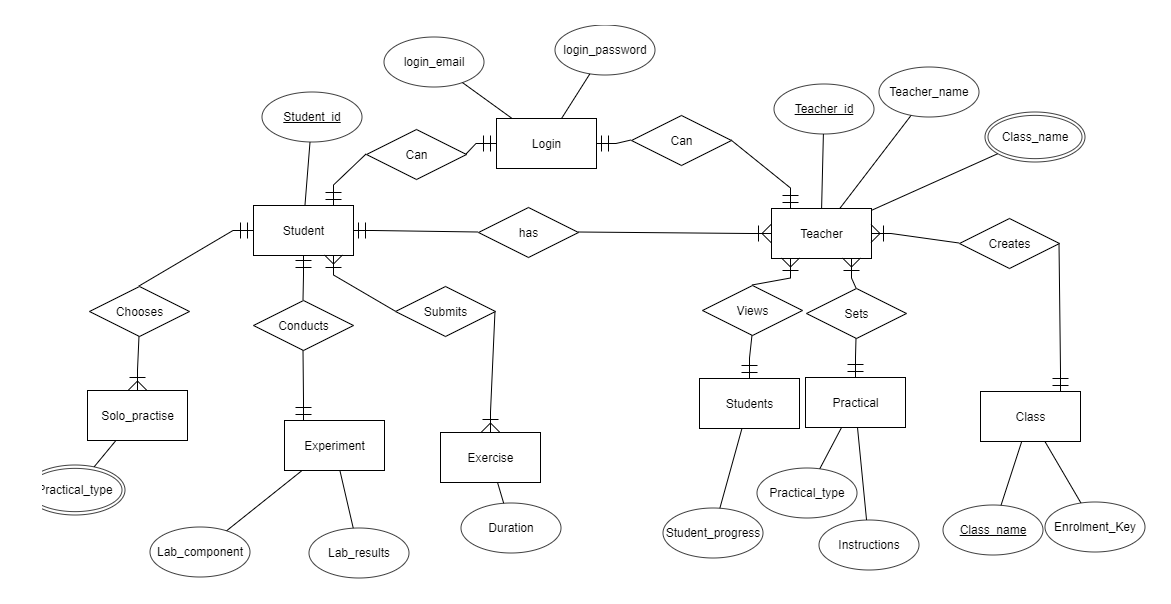 login_email
login_password
Teacher_name
Student_id
Teacher_id
Class_name
Login
Can
Can
Student
has
Teacher
Creates
Chooses
Conducts
Submits
Views
Sets
Solo_practise
Experiment
Exercise
Students
Practical
Class
Practical_type
Lab_component
Lab_results
Duration
Student_progress
Practical_type
Instructions
Class_name
Enrolment_Key